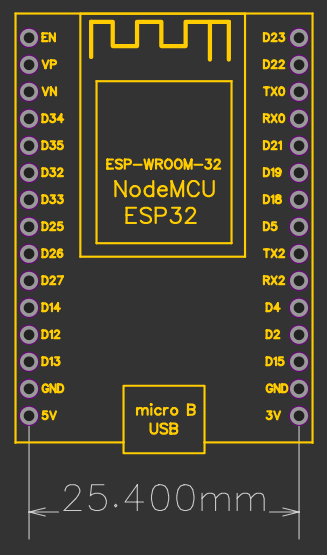 EN D23
VP D22
VN TX0
D34 RX0
D35 D21
D32 D19
D33 D18
D25 D5
D26 TX2
D27 RX2
D14 D4
D12 D2
D13 D15
GND GND
5V 3V
ESP-WROOM-32
NodeMCU
ESP32
micro B
USB
25.400mm